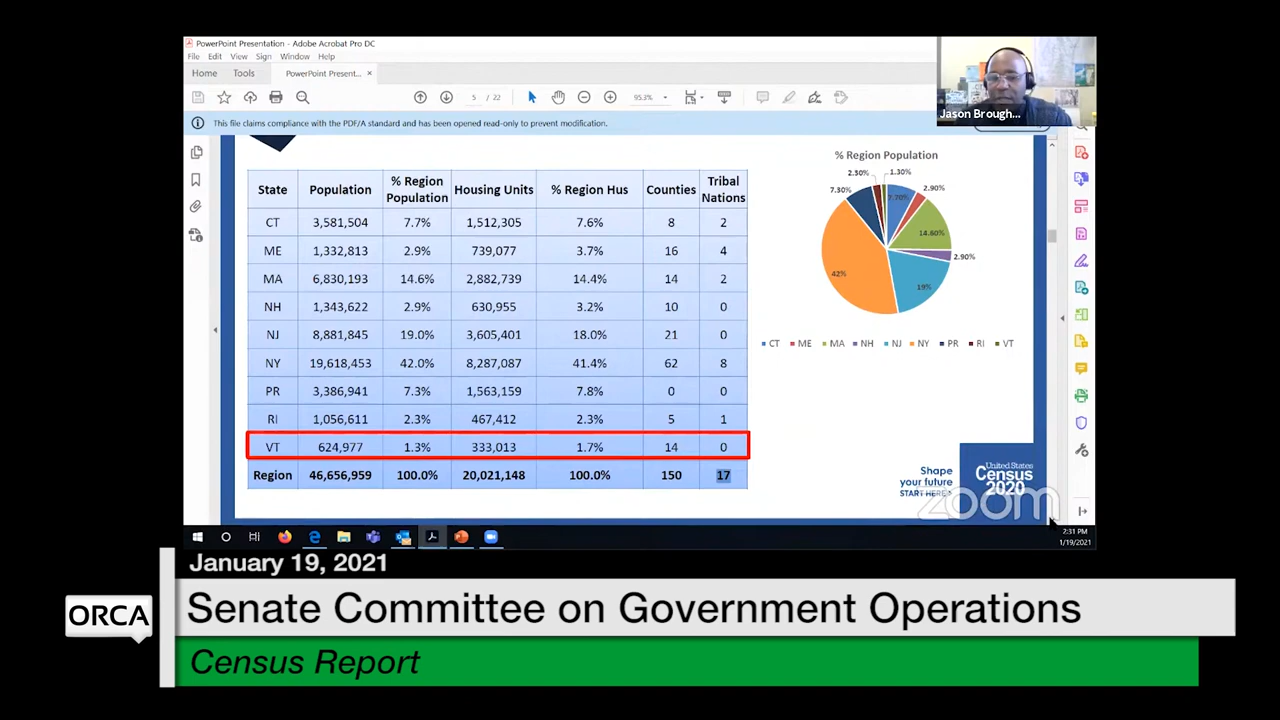 PowerPoint Presentation - Adobe Acrobat Pro DC
File Edit View Sign Window Help
Home Tools PowerPoint Present... ×
5 / 22 95.3%
This file claims compliance with the PDF/A standard and has been opened read-only to prevent modification.
Jason Brough...
State Population % Region Population Housing Units % Region Hus Counties Tribal Nations
CT 3,581,504 7.7% 1,512,305 7.6% 8 2
ME 1,332,813 2.9% 739,077 3.7% 16 4
MA 6,830,193 14.6% 2,882,739 14.4% 14 2
NH 1,343,622 2.9% 630,955 3.2% 10 0
NJ 8,881,845 19.0% 3,605,401 18.0% 21 0
NY 19,618,453 42.0% 8,287,087 41.4% 62 8
PR 3,386,941 7.3% 1,563,159 7.8% 0 0
RI 1,056,611 2.3% 467,412 2.3% 5 1
VT 624,977 1.3% 333,013 1.7% 14 0
Region 46,656,959 100.0% 20,021,148 100.0% 150 17
% Region Population
2.30% 1.30%
7.30% 7.70% 2.90%
14.60%
2.90%
42% 19%
CT ME MA NH NJ NY PR RI VT
Shape
your future
START HERE >
United States
Census
2020
zoom
2:31 PM
1/19/2021
January 19, 2021
ORCA
Senate Committee on Government Operations
Census Report